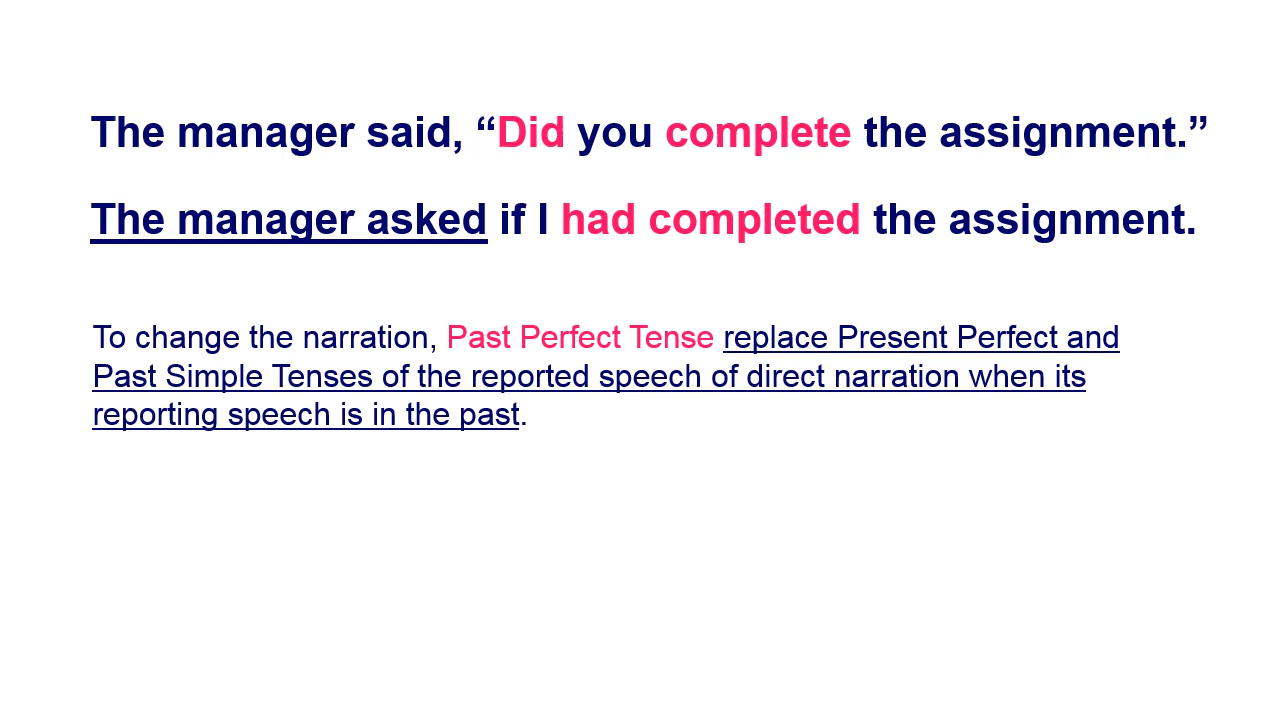 The manager said, “Did you complete the assignment.”
The manager asked if I had completed the assignment.
To change the narration, Past Perfect Tense replace Present Perfect and
Past Simple Tenses of the reported speech of direct narration when its
reporting speech is in the past.